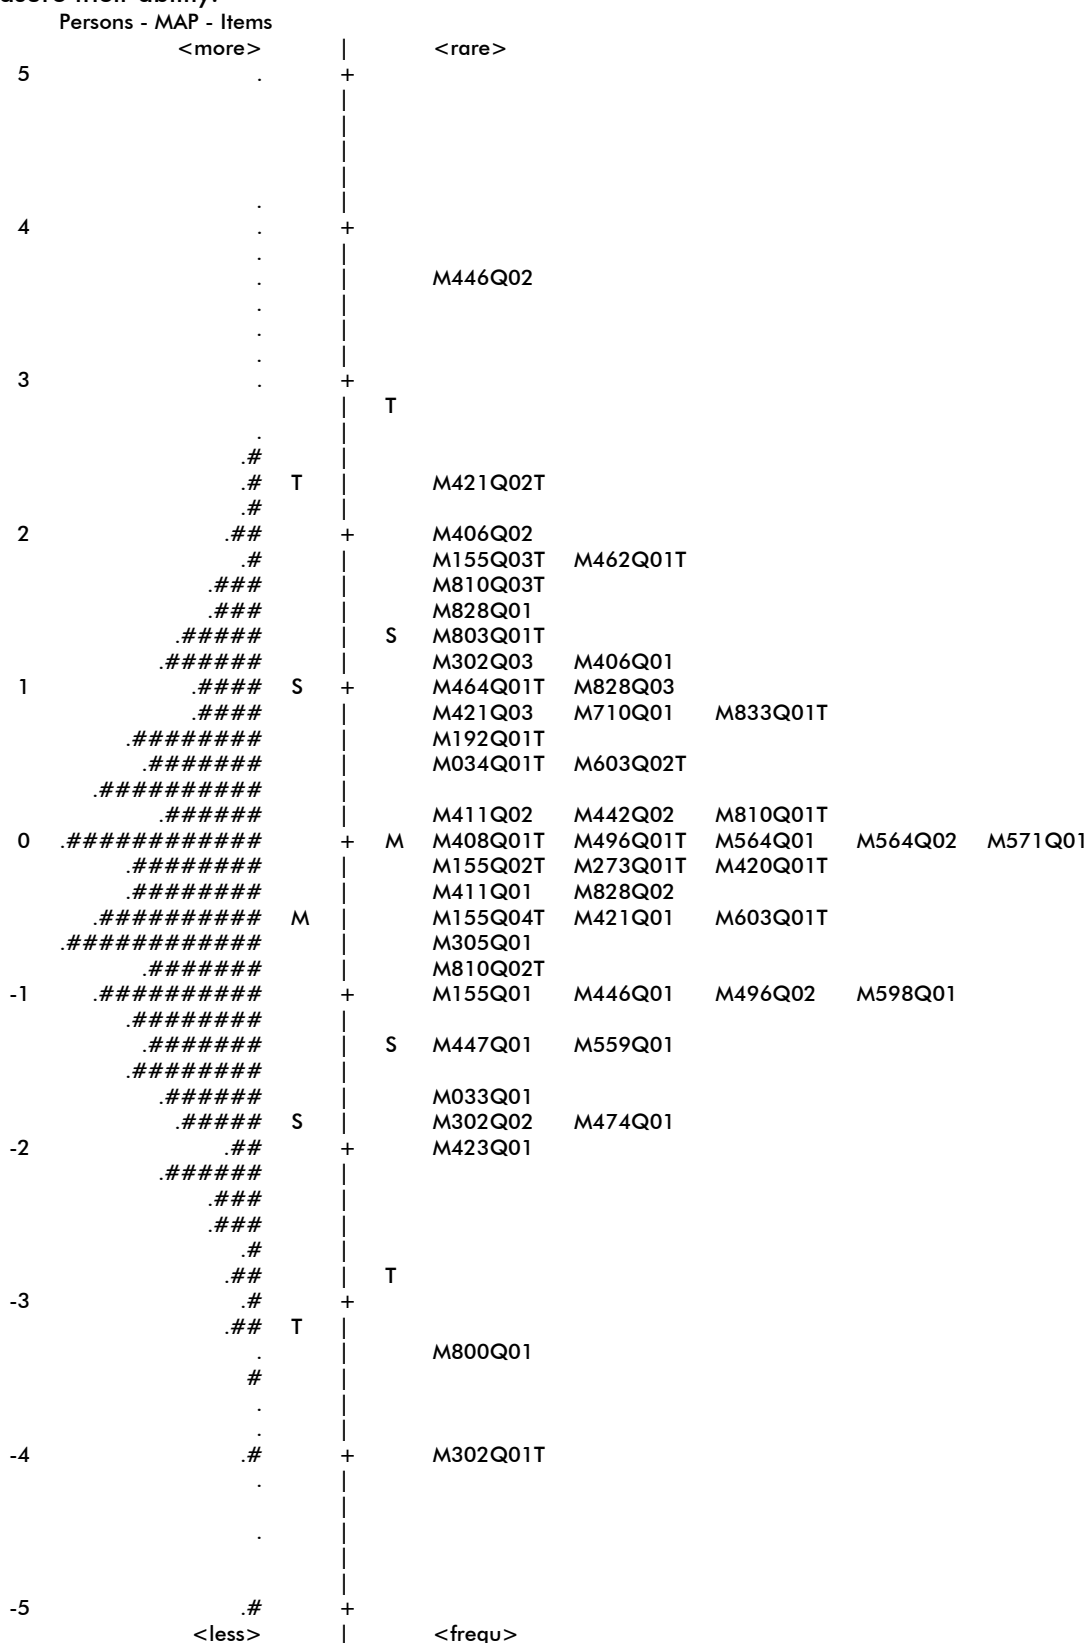 Persons - MAP - Items
<more> | <rare>
5 . +
|
|
|
|
. |
4 . +
. |
. | M446Q02
. |
. |
. |
3 . +
| T
. |
.# |
.# T | M421Q02T
.# |
2 .## + M406Q02
.# | M155Q03T M462Q01T
.### | M810Q03T
.### | M828Q01
.##### | S M803Q01T
.###### | M302Q03 M406Q01
1 .#### S + M464Q01T M828Q03
.#### | M421Q03 M710Q01 M833Q01T
.######## | M192Q01T
.####### | M034Q01T M603Q02T
.########## |
.###### | M411Q02 M442Q02 M810Q01T
0 .############ + M M408Q01T M496Q01T M564Q01 M564Q02 M571Q01
.######## | M155Q02T M273Q01T M420Q01T
.######## | M411Q01 M828Q02
.########## M | M155Q04T M421Q01 M603Q01T
.############ | M305Q01
.####### | M810Q02T
-1 .########## + M155Q01 M446Q01 M496Q02 M598Q01
.######## |
.####### | S M447Q01 M559Q01
.######## |
.###### | M033Q01
.##### S | M302Q02 M474Q01
-2 .## + M423Q01
.###### |
.### |
.### |
.# |
.## | T
-3 .# +
.## T |
. | M800Q01
# |
. |
. |
-4 .# + M302Q01T
. |
|
. |
|
|
-5 .# +
<less> | <frequ>